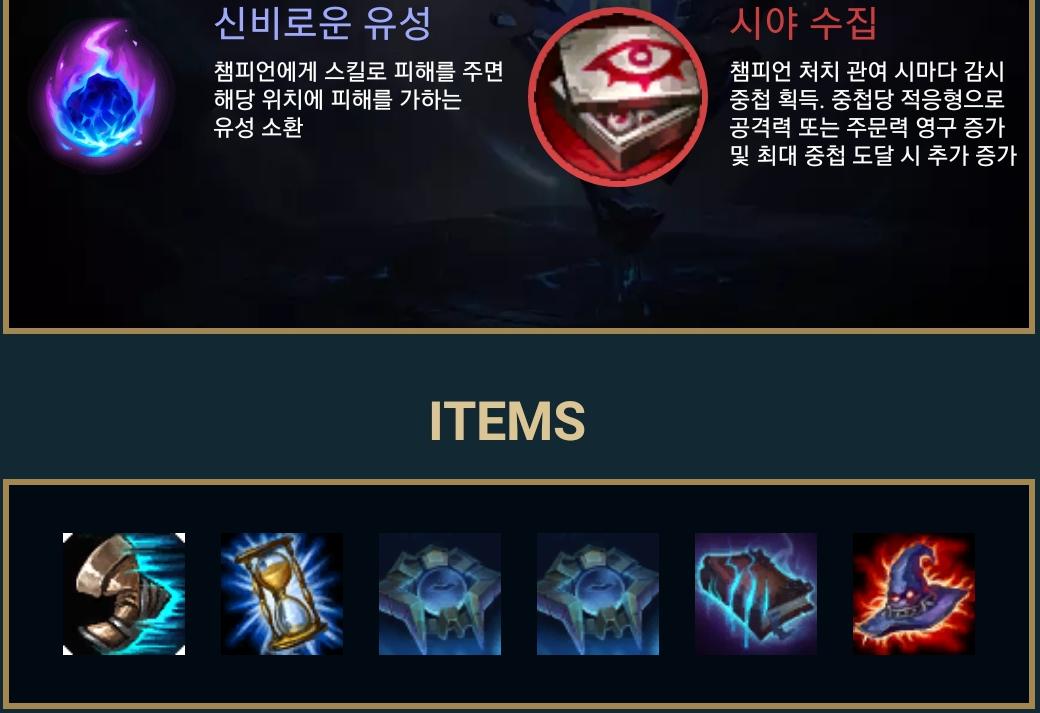 신비로운 유성
챔피언에게 스킬로 피해를 주면
해당 위치에 피해를 가하는
유성 소환
시야 수집
챔피언 처치 관여 시마다 감시
중첩 획득. 중첩당 적응형으로
공격력 또는 주문력 영구 증가
및 최대 중첩 도달 시 추가 증가
ITEMS